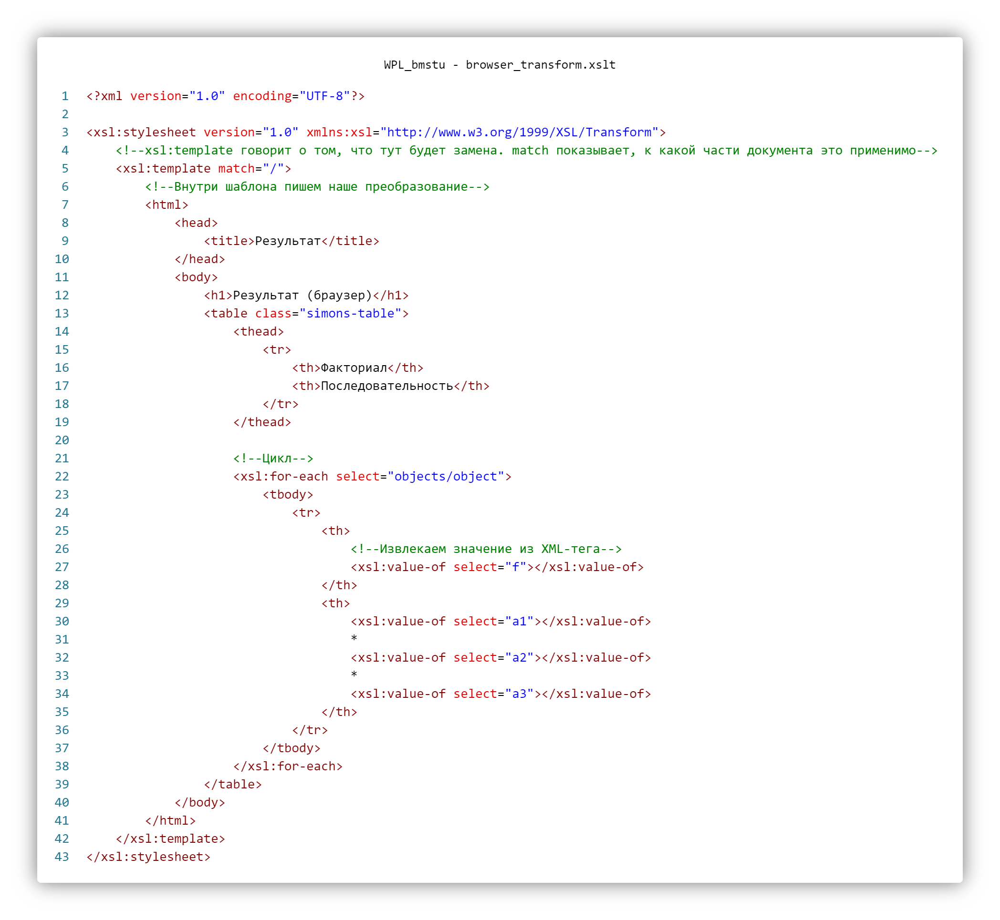 WPL_bmstu - browser_transform.xslt
1 <?xml version="1.0" encoding="UTF-8"?>
2
3 <xsl:stylesheet version="1.0" xmlns:xsl="http://www.w3.org/1999/XSL/Transform">
4     <!--xsl:template говорит о том, что тут будет замена. match показывает, к какой части документа это применимо-->
5     <xsl:template match="/">
6         <!--Внутри шаблона пишем наше преобразование-->
7         <html>
8             <head>
9                 <title>Результат</title>
10             </head>
11             <body>
12                 <h1>Результат (браузер)</h1>
13                 <table class="simons-table">
14                     <thead>
15                         <tr>
16                             <th>Факториал</th>
17                             <th>Последовательность</th>
18                         </tr>
19                     </thead>
20
21                     <!--Цикл-->
22                     <xsl:for-each select="objects/object">
23                         <tbody>
24                             <tr>
25                                 <th>
26                                     <!--Извлекаем значение из XML-тега-->
27                                     <xsl:value-of select="f"></xsl:value-of>
28                                 </th>
29                                 <th>
30                                     <xsl:value-of select="a1"></xsl:value-of>
31                                     *
32                                     <xsl:value-of select="a2"></xsl:value-of>
33                                     *
34                                     <xsl:value-of select="a3"></xsl:value-of>
35                                 </th>
36                             </tr>
37                         </tbody>
38                     </xsl:for-each>
39                 </table>
40             </body>
41         </html>
42     </xsl:template>
43 </xsl:stylesheet>